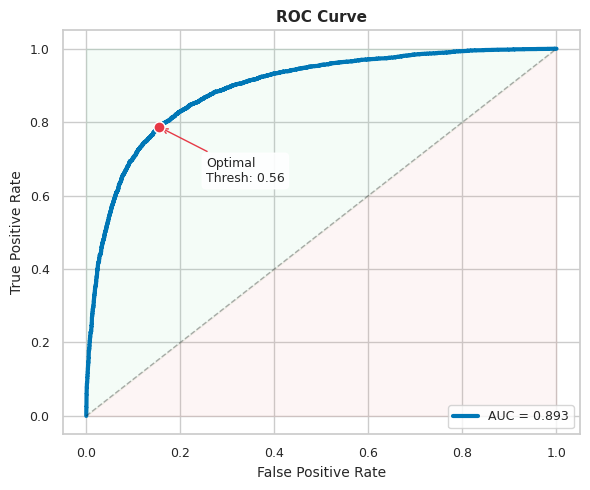 ROC Curve
1.0
0.8
0.6
0.4
0.2
0.0
True Positive Rate
Optimal
Thresh: 0.56
AUC = 0.893
0.0 0.2 0.4 0.6 0.8 1.0
False Positive Rate